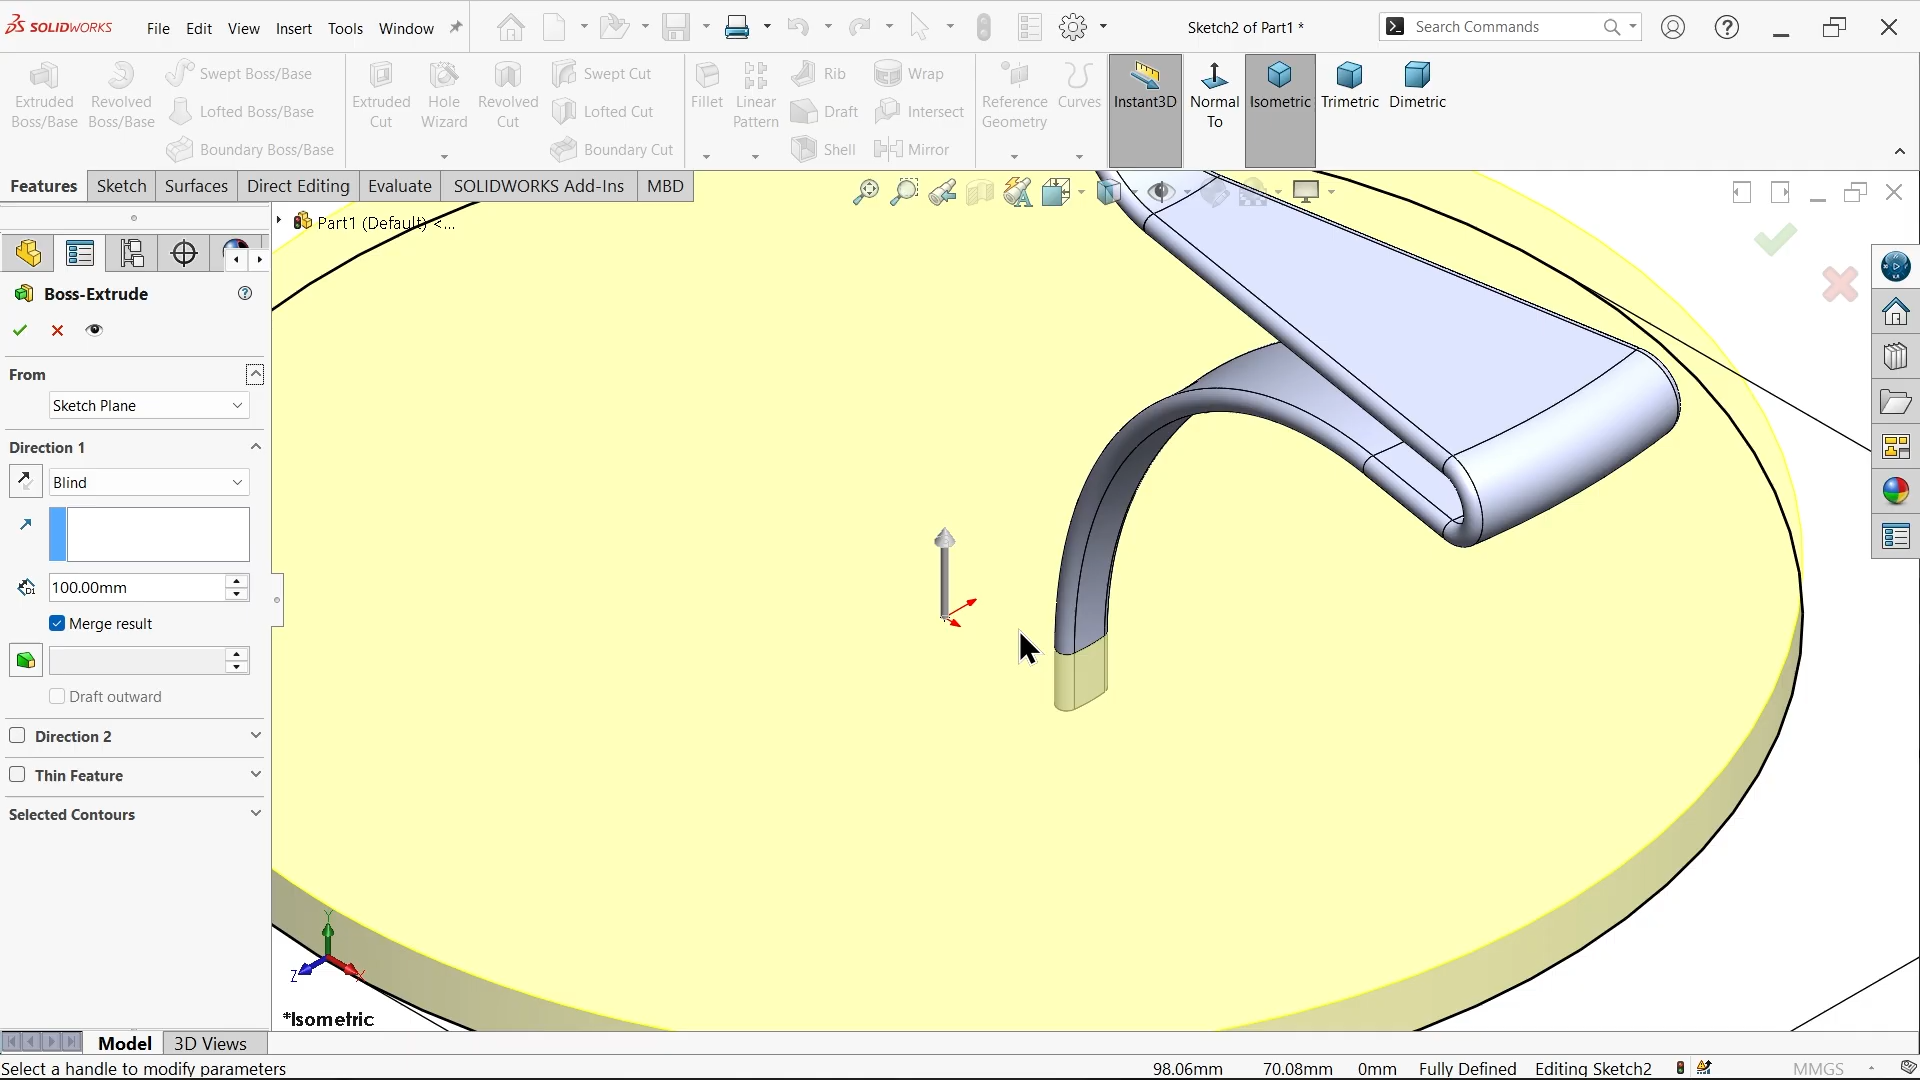 SOLIDWORKS
File Edit View Insert Tools Window
Sketch2 of Part1 *
Search Commands
Extruded Boss/Base
Revolved Boss/Base
Swept Boss/Base
Lofted Boss/Base
Boundary Boss/Base
Extruded Cut
Hole Wizard
Revolved Cut
Swept Cut
Lofted Cut
Boundary Cut
Fillet
Linear Pattern
Rib
Draft
Shell
Wrap
Intersect
Mirror
Reference Geometry
Curves
Instant3D
Normal To
Isometric
Trimetric
Dimetric
Features Sketch Surfaces Direct Editing Evaluate SOLIDWORKS Add-Ins MBD
Part1 (Default) <...
Boss-Extrude
From
Sketch Plane
Direction 1
Blind
D1
100.00mm
Merge result
Draft outward
Direction 2
Thin Feature
Selected Contours
Y
Z
X
*Isometric
Model 3D Views
Select a handle to modify parameters
98.06mm 70.08mm 0mm Fully Defined Editing Sketch2 MMGS